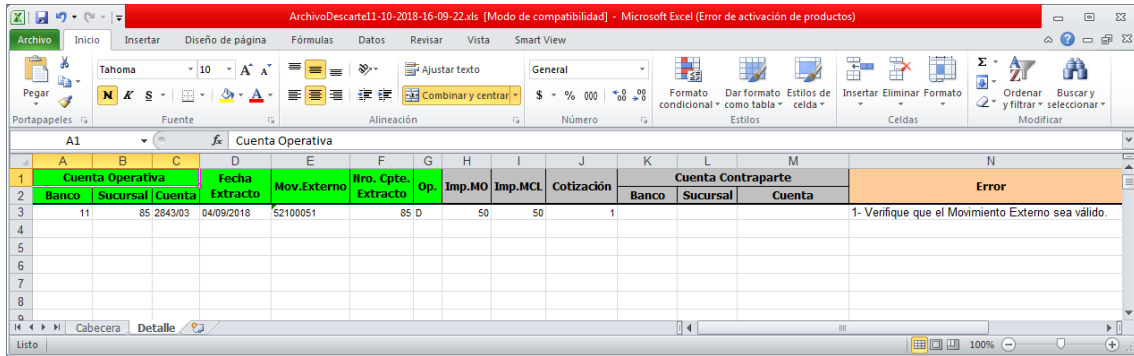 ArchivoDescarte11-10-2018-16-09-22.xls [Modo de compatibilidad] - Microsoft Excel (Error de activación de productos)
Archivo Inicio Insertar Diseño de página Fórmulas Datos Revisar Vista Smart View
Tahoma 10 A A Ajustar texto General
Pegar N K S Combinar y centrar $ % 000 Formato condicional Dar formato como tabla Estilos de celda Insertar Eliminar Formato Ordenar y filtrar Buscar y seleccionar
Portapapeles Fuente Alineación Número Estilos Celdas Modificar
A1 fx Cuenta Operativa
A B C D E F G H I J K L M N
1 Cuenta Operativa Fecha Extracto Mov.Externo Nro. Cpte. Extracto Op. Imp.MO Imp.MCL Cotización Cuenta Contraparte Error
2 Banco Sucursal Cuenta Banco Sucursal Cuenta
3 11 85 2843/03 04/09/2018 52100051 85 D 50 50 1 1- Verifique que el Movimiento Externo sea válido.
4
5
6
7
8
9
Cabecera Detalle
Listo 100%